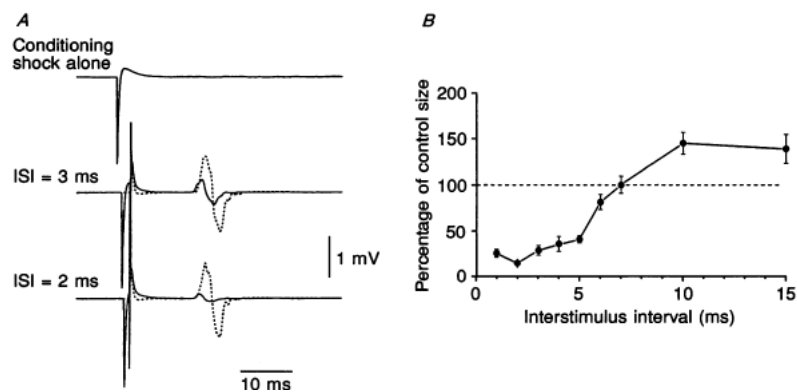 A
Conditioning
shock alone
ISI = 3 ms
1 mV
ISI = 2 ms
10 ms
B
Percentage of control size
200
150
100
50
0
0
5
10
15
Interstimulus interval (ms)